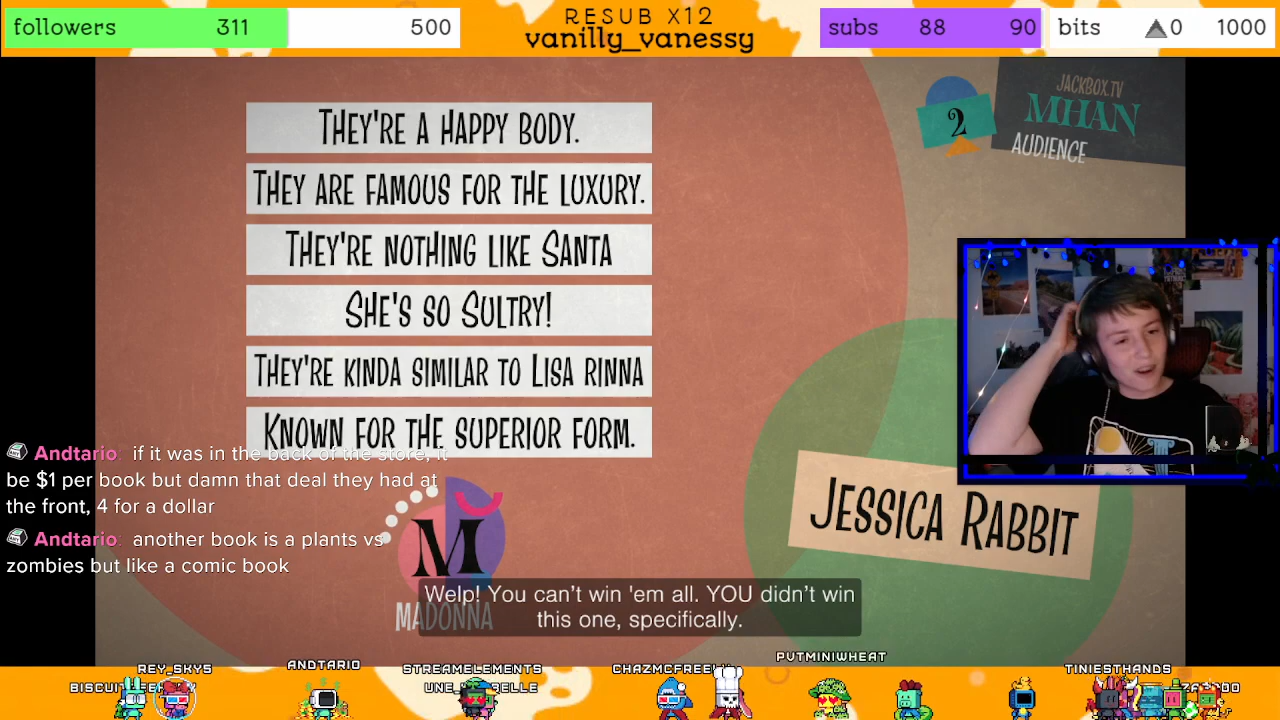 followers 311 500
RESUB X12
vanilly_vanessy
subs 88 90
bits 0 1000
THEY'RE A HAPPY BODY.
THEY ARE FAMOUS FOR THE LUXURY.
THEY'RE NOTHING LIKE SANTA
SHE'S SO SULTRY!
THEY'RE KINDA SIMILAR TO LISA RINNA
KNOWN FOR THE SUPERIOR FORM.
2
JACKBOX.TV
MHAN
AUDIENCE
Andtario: if it was in the back of the store, it
be $1 per book but damn that deal they had at
the front, 4 for a dollar
Andtario: another book is a plants vs
zombies but like a comic book
M
MADONNA
JESSICA RABBIT
Welp! You can't win 'em all. YOU didn't win
this one, specifically.
REY_SKY5
ANDTARIO
STREAMELEMENTS
PUTMINIWHEAT
TINIESTHANDS